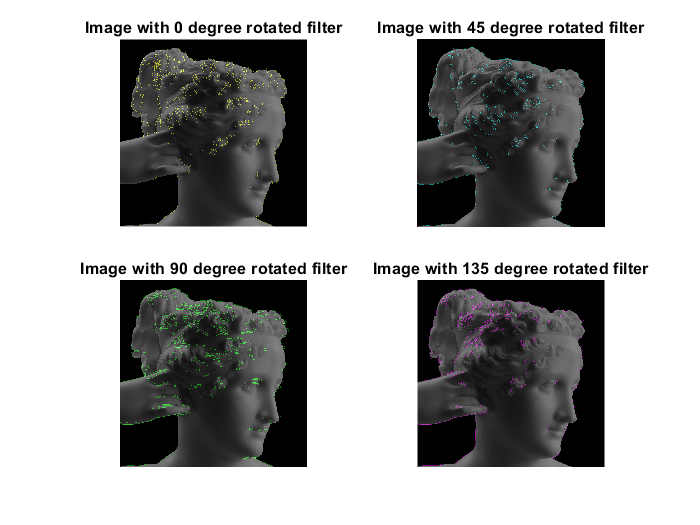 Image with 0 degree rotated filter
Image with 45 degree rotated filter
Image with 90 degree rotated filter
Image with 135 degree rotated filter